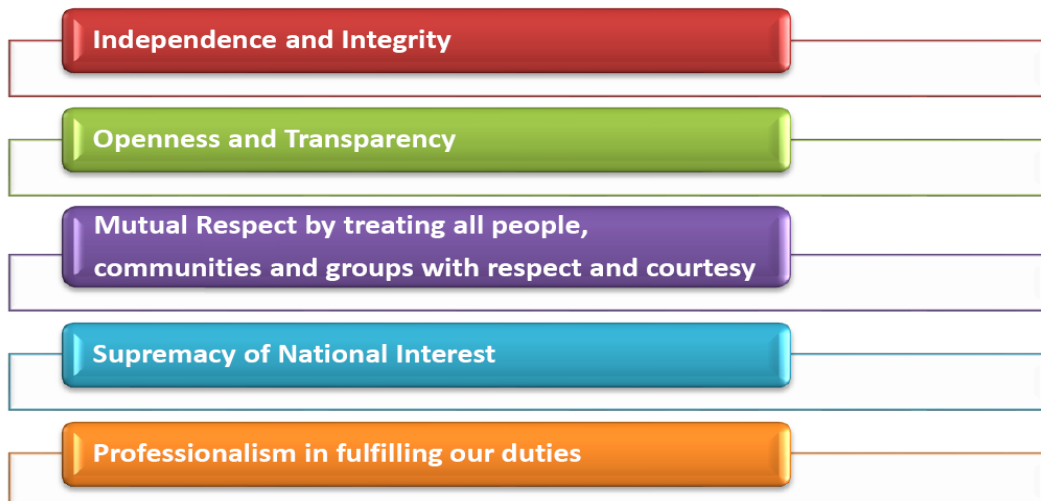 Independence and Integrity
Openness and Transparency
Mutual Respect by treating all people,
communities and groups with respect and courtesy
Supremacy of National Interest
Professionalism in fulfilling our duties